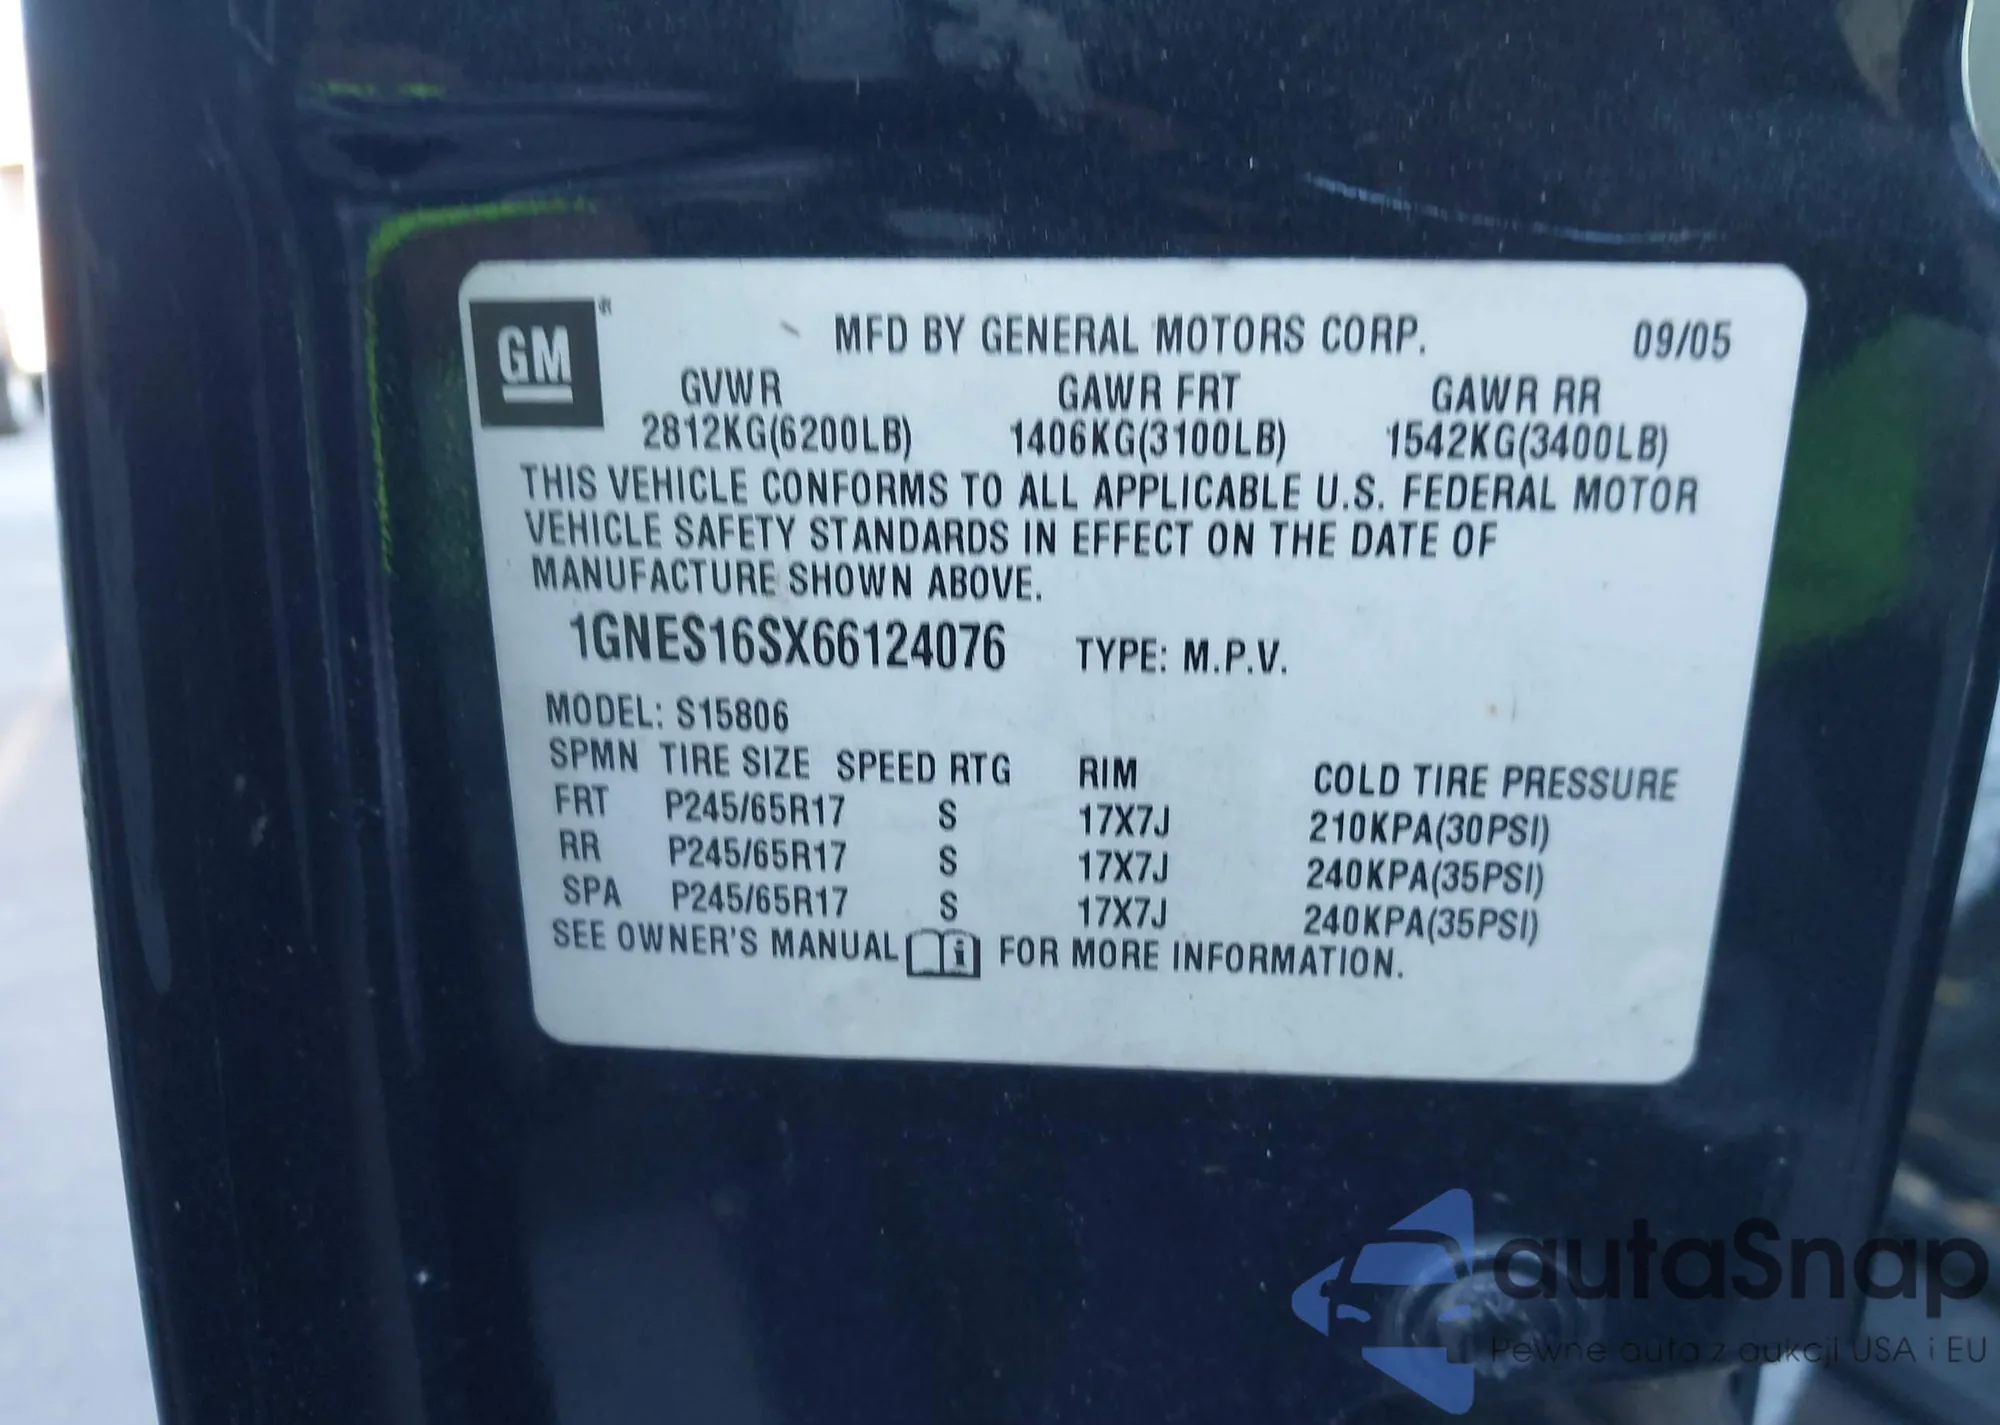 GM
MFD BY GENERAL MOTORS CORP. 09/05
GVWR GAWR FRT GAWR RR
2812KG(6200LB) 1406KG(3100LB) 1542KG(3400LB)
THIS VEHICLE CONFORMS TO ALL APPLICABLE U.S. FEDERAL MOTOR
VEHICLE SAFETY STANDARDS IN EFFECT ON THE DATE OF
MANUFACTURE SHOWN ABOVE.
1GNES16SX66124076 TYPE: M.P.V.
MODEL: S15806
SPMN TIRE SIZE SPEED RTG RIM COLD TIRE PRESSURE
FRT P245/65R17 S 17X7J 210KPA(30PSI)
RR P245/65R17 S 17X7J 240KPA(35PSI)
SPA P245/65R17 S 17X7J 240KPA(35PSI)
SEE OWNER'S MANUAL i FOR MORE INFORMATION.
autaSnap
Pewne auta z aukcji USA i EU